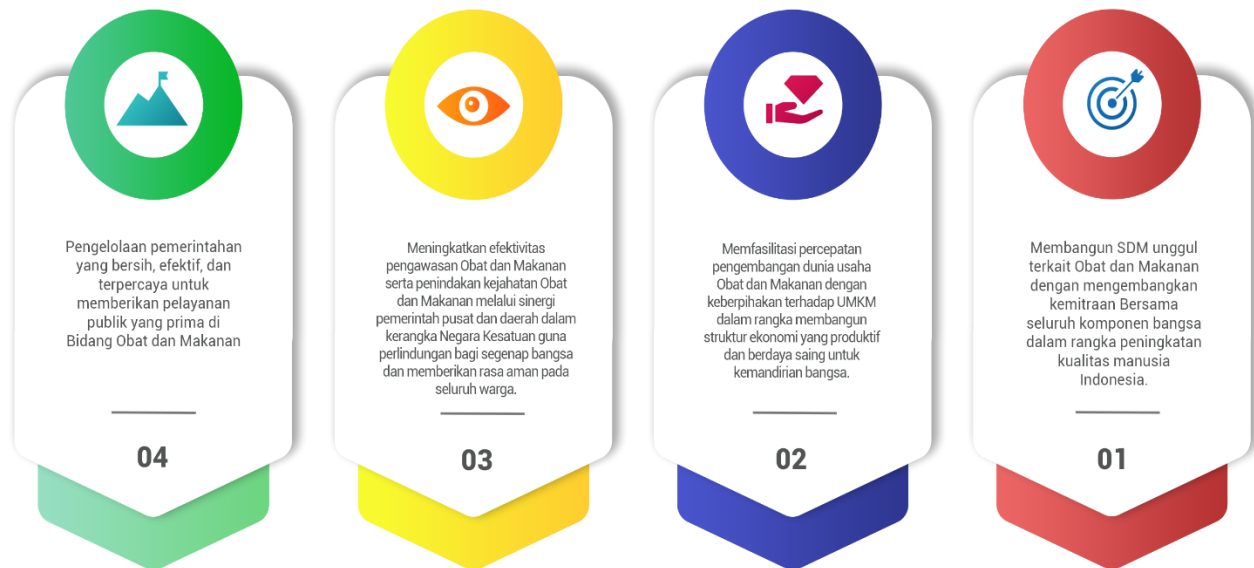 Pengelolaan pemerintahan
yang bersih, efektif, dan
terpercaya untuk
memberikan pelayanan
publik yang prima di
Bidang Obat dan Makanan
04
Meningkatkan efektivitas
pengawasan Obat dan Makanan
serta penindakan kejahatan Obat
dan Makanan melalui sinergi
pemerintah pusat dan daerah dalam
kerangka Negara Kesatuan guna
perlindungan bagi segenap bangsa
dan memberikan rasa aman pada
seluruh warga.
03
Memfasilitasi percepatan
pengembangan dunia usaha
Obat dan Makanan dengan
keberpihakan terhadap UMKM
dalam rangka membangun
struktur ekonomi yang produktif
dan berdaya saing untuk
kemandirian bangsa.
02
Membangun SDM unggul
terkait Obat dan Makanan
dengan mengembangkan
kemitraan Bersama
seluruh komponen bangsa
dalam rangka peningkatan
kualitas manusia
Indonesia.
01